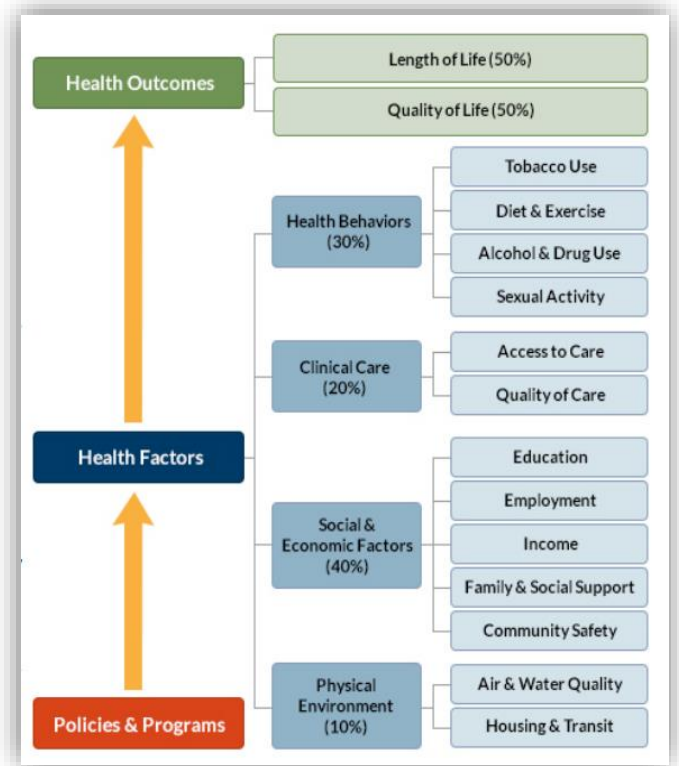 Health Outcomes
Length of Life (50%)
Quality of Life (50%)
Health Factors
Health Behaviors
(30%)
Tobacco Use
Diet & Exercise
Alcohol & Drug Use
Sexual Activity
Clinical Care
(20%)
Access to Care
Quality of Care
Social &
Economic Factors
(40%)
Education
Employment
Income
Family & Social Support
Community Safety
Physical
Environment
(10%)
Air & Water Quality
Housing & Transit
Policies & Programs